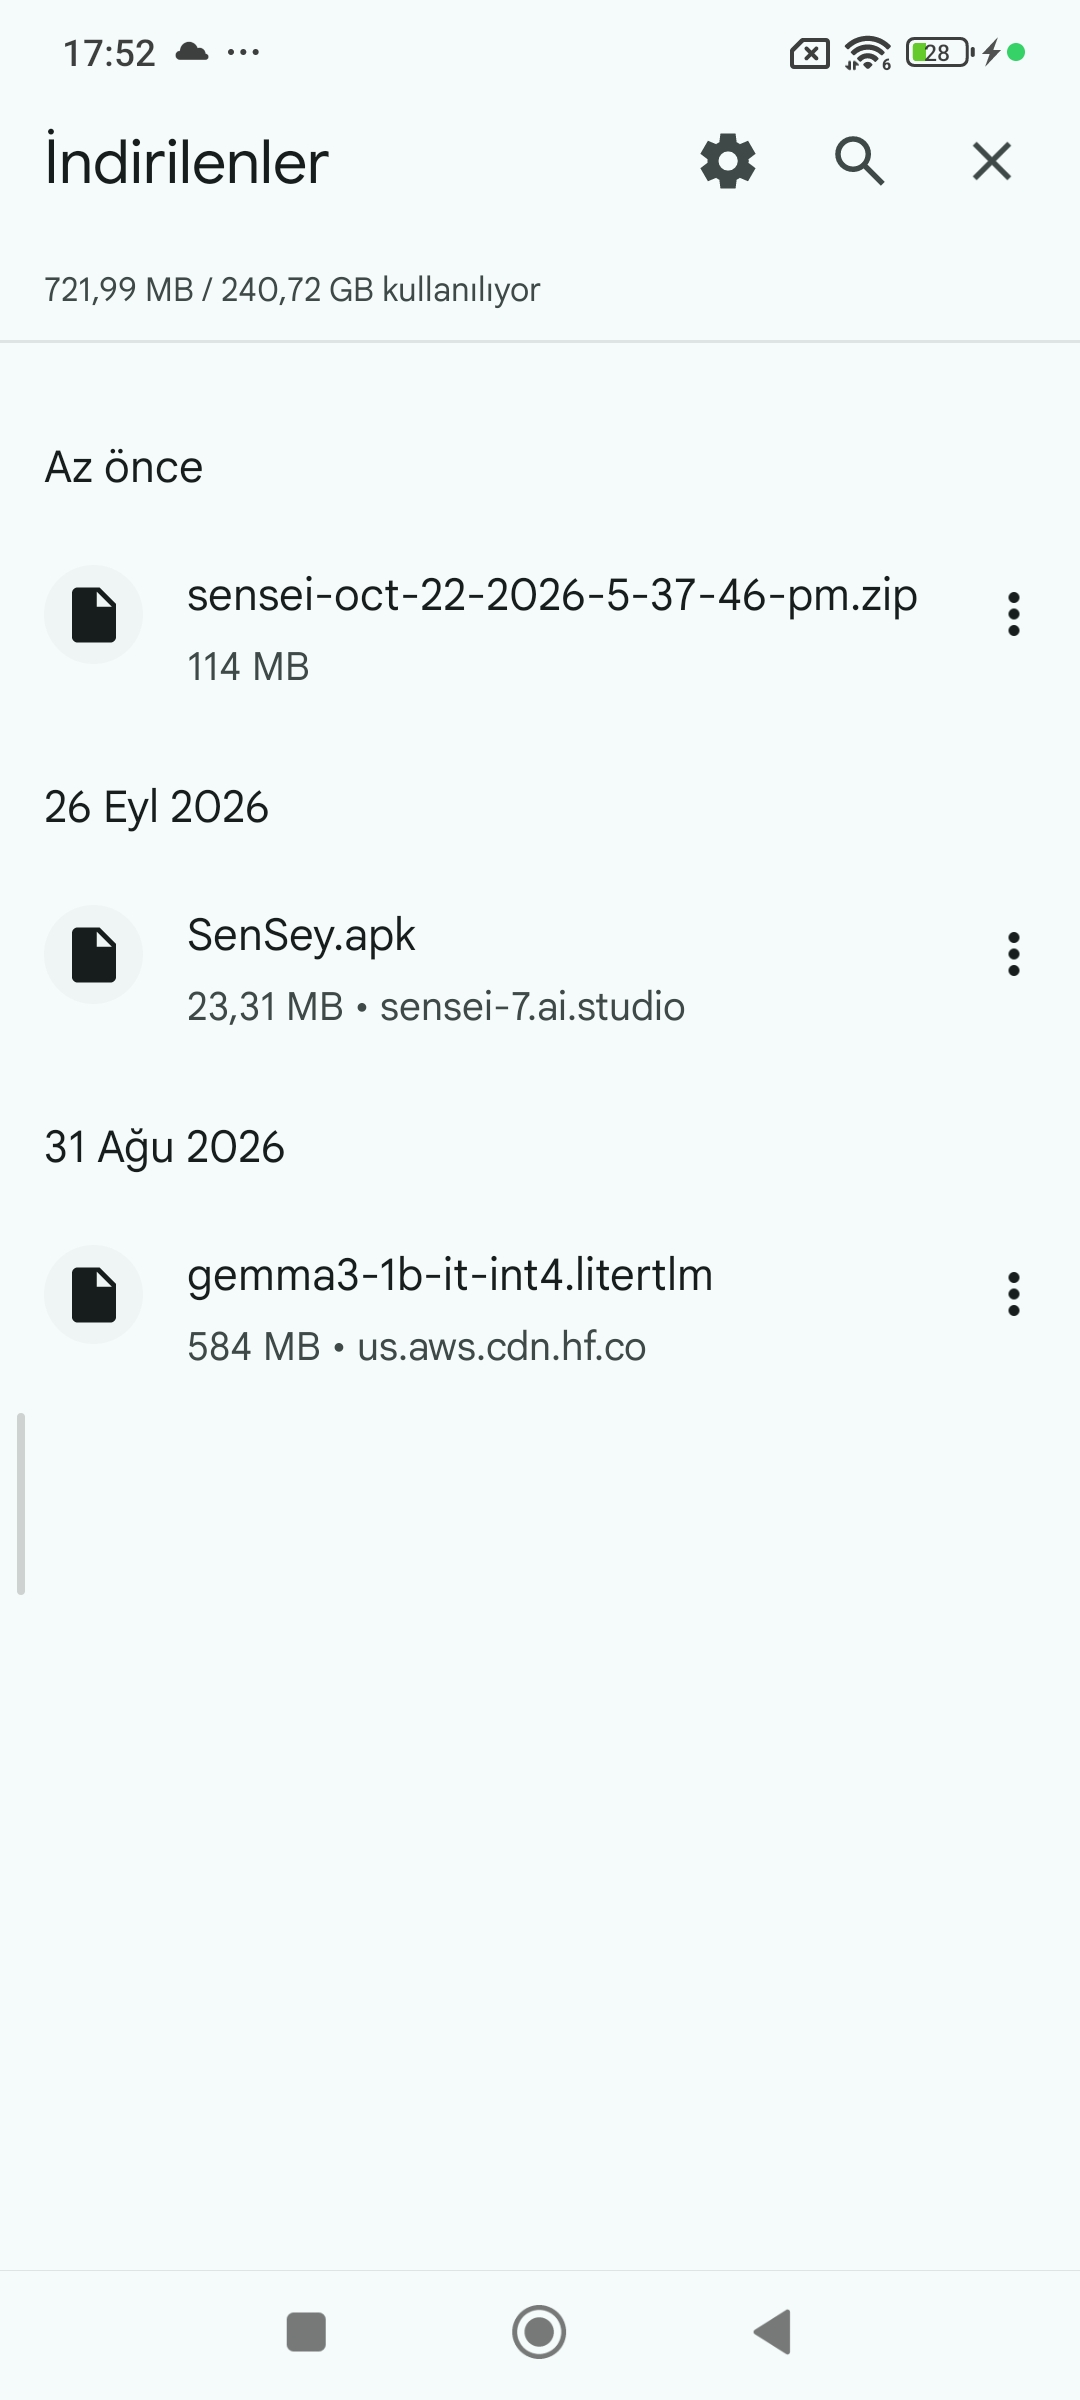 17:52
6
28
İndirilenler
721,99 MB / 240,72 GB kullanılıyor
Az önce
sensei-oct-22-2026-5-37-46-pm.zip
114 MB
26 Eyl 2026
SenSey.apk
23,31 MB • sensei-7.ai.studio
31 Ağu 2026
gemma3-1b-it-int4.litertlm
584 MB • us.aws.cdn.hf.co